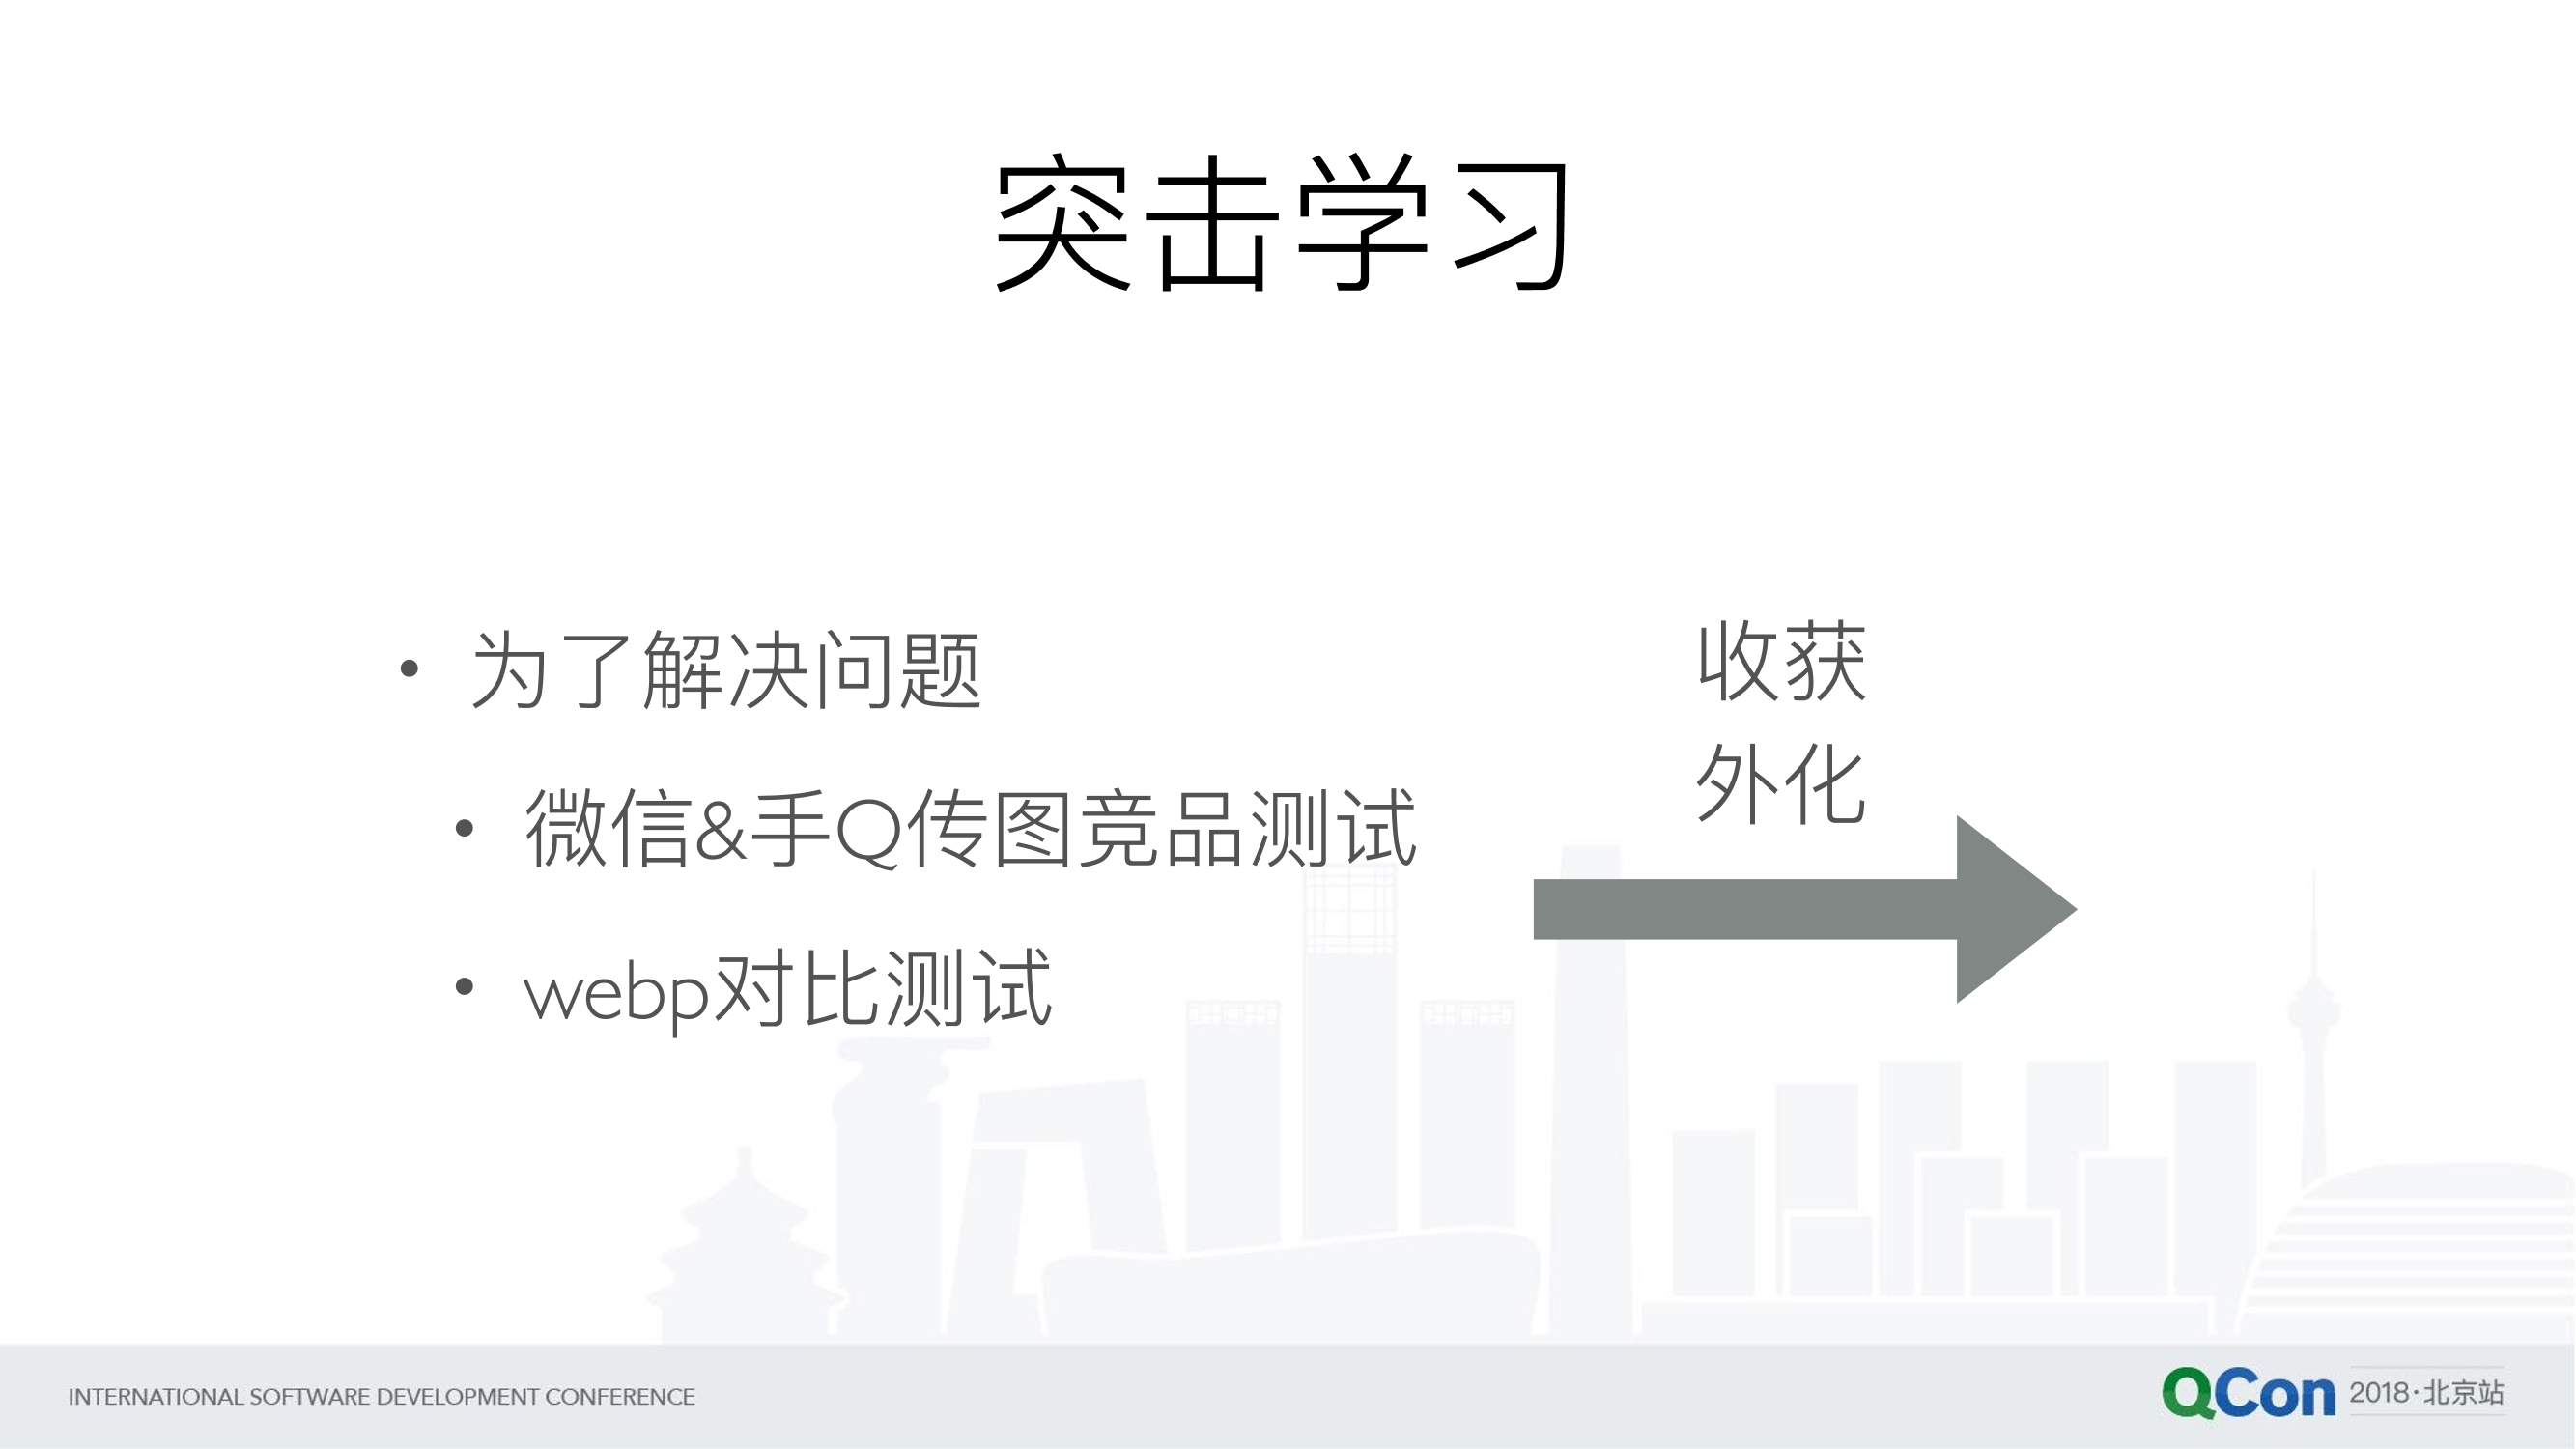 突击学习
• 为了解决问题
• 微信&手Q传图竞品测试
• webp对比测试
收获
外化
INTERNATIONAL SOFTWARE DEVELOPMENT CONFERENCE
QCon 2018·北京站